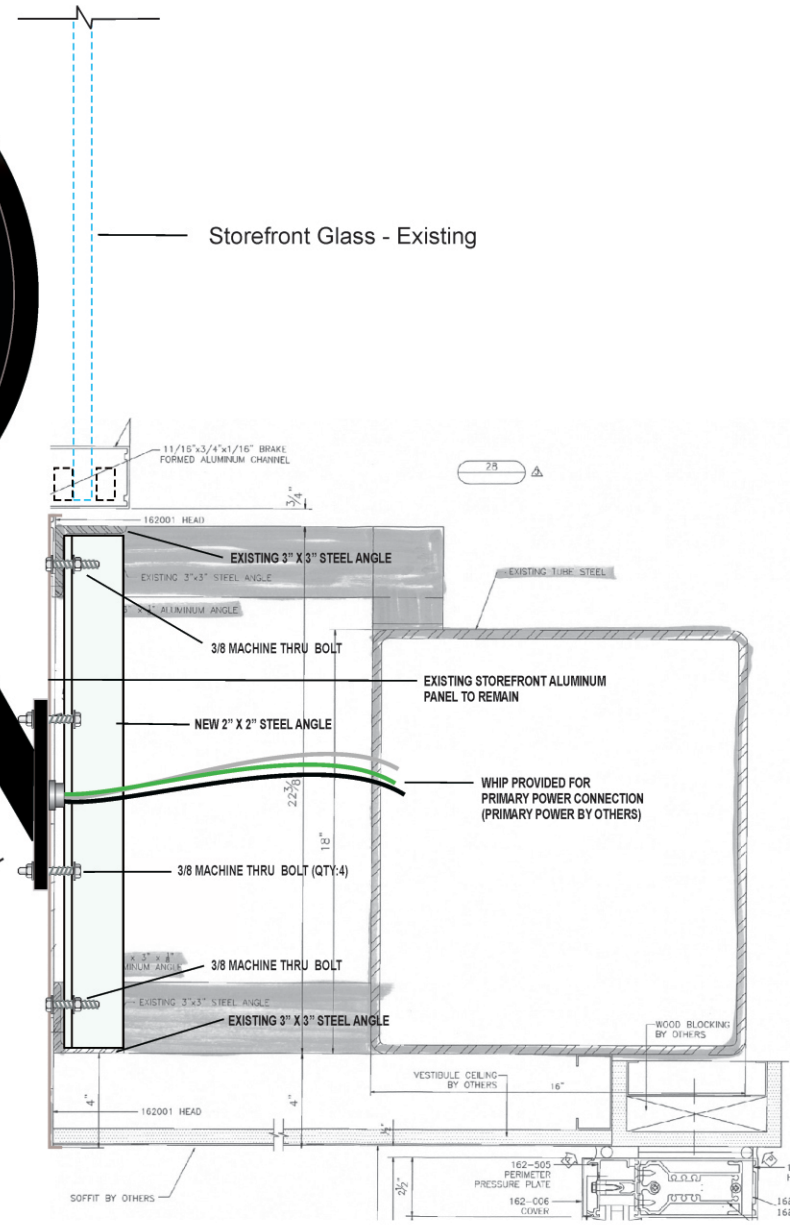 Storefront Glass - Existing
11/16"x3/4"x1/16" BRAKE
FORMED ALUMINUM CHANNEL
28
3/4"
162001 HEAD
EXISTING 3" X 3" STEEL ANGLE
EXISTING 3"x3" STEEL ANGLE
EXISTING TUBE STEEL
ALUMINUM ANGLE
3/8 MACHINE THRU BOLT
EXISTING STOREFRONT ALUMINUM
PANEL TO REMAIN
NEW 2" X 2" STEEL ANGLE
WHIP PROVIDED FOR
PRIMARY POWER CONNECTION
(PRIMARY POWER BY OTHERS)
18"
3/8 MACHINE THRU BOLT (QTY:4)
ANGLE
3/8 MACHINE THRU BOLT
EXISTING 3"x3" STEEL ANGLE
EXISTING 3" X 3" STEEL ANGLE
WOOD BLOCKING
BY OTHERS
VESTIBULE CEILING
BY OTHERS
16"
4"
4"
162001 HEAD
162-505
PERIMETER
PRESSURE PLATE
2½"
162-006
COVER
SOFFIT BY OTHERS